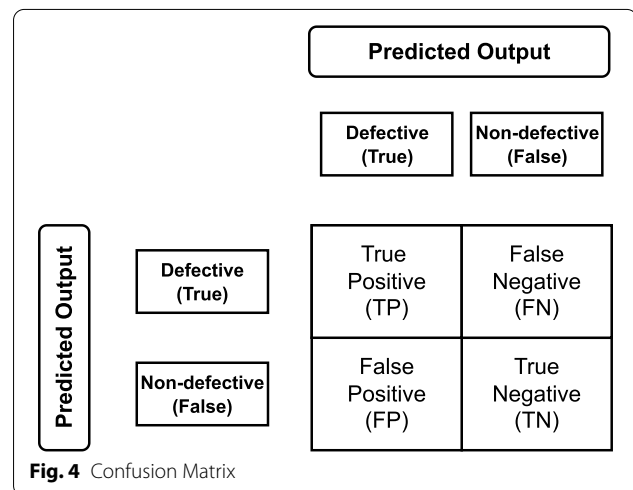 Predicted Output
Defective
(True)
Non-defective
(False)
Predicted Output
Defective
(True)
True
Positive
(TP)
False
Negative
(FN)
Non-defective
(False)
False
Positive
(FP)
True
Negative
(TN)
Fig. 4 Confusion Matrix